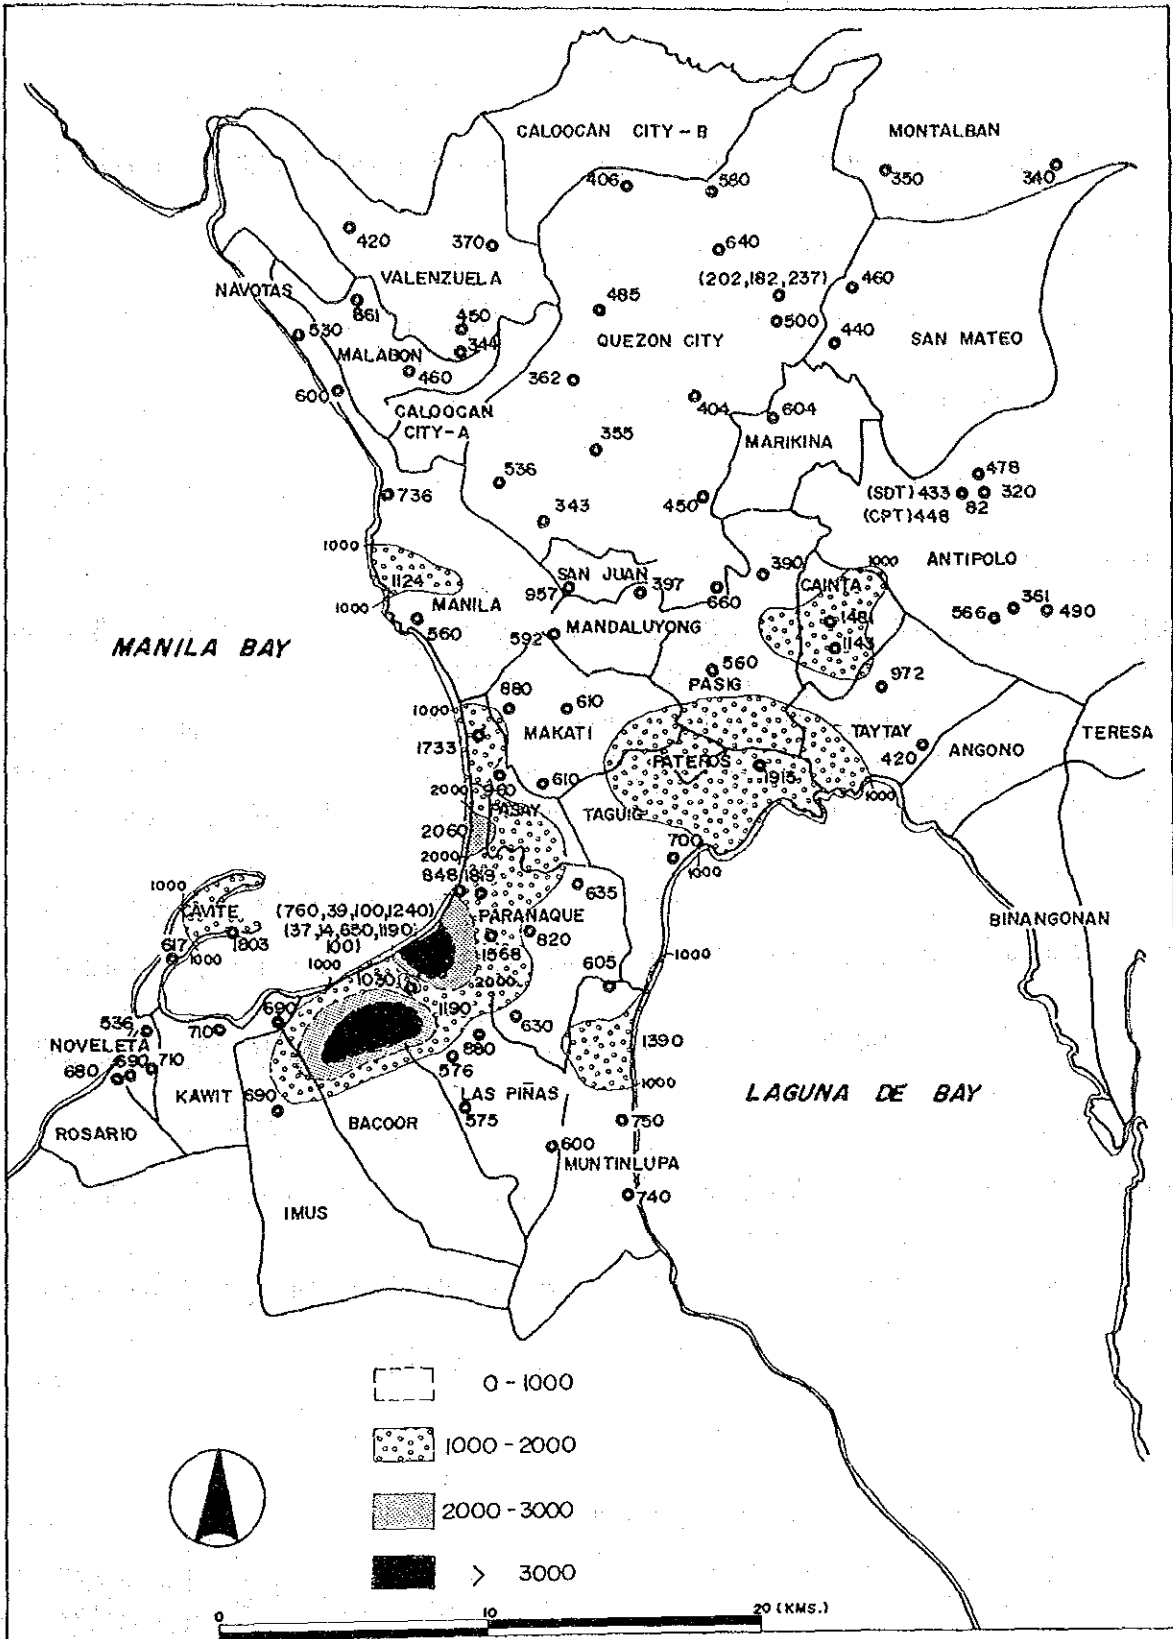 CALOOCAN CITY-B
MONTALBAN
406
580
350
340
420
370
640
VALENZUELA
(202,182,237)
460
NAVOTAS
861
485
450
500
530
344
QUEZON CITY
440
SAN MATEO
MALABON
460
362
600
404
604
CALOOCAN
CITY-A
MARIKINA
355
478
536
(SDT) 433
320
736
450
82
343
(CPT) 448
1000
ANTIPOLO
390
1000
1124
SAN JUAN
CAINTA
957
397
361
1000
MANILA
660
566
490
560
1481
MANDALUYONG
592
1143
MANILA BAY
560
972
PASIG
880
610
1000
TAYTAY
TERESA
MAKATI
1733
420
ANGONO
PATEROS
1915
2000
960
610
1000
PASAY
TAGUIG
2060
700
2000
1000
848
1819
635
1000
CAVITE
(760,39,100,1240)
PARAÑAQUE
BINANGONAN
(37,14,650,1190,
820
1803
100)
617
1568
1000
1000
605
1000
1030
2000
1190
690
630
536
710
1390
NOVELETA
880
690
710
576
680
1000
KAWIT
690
LAS PIÑAS
LAGUNA DE BAY
575
BACOOR
750
ROSARIO
600
MUNTINLUPA
740
IMUS
0 - 1000
1000 - 2000
2000 - 3000
> 3000
0
10
20 (KMS.)